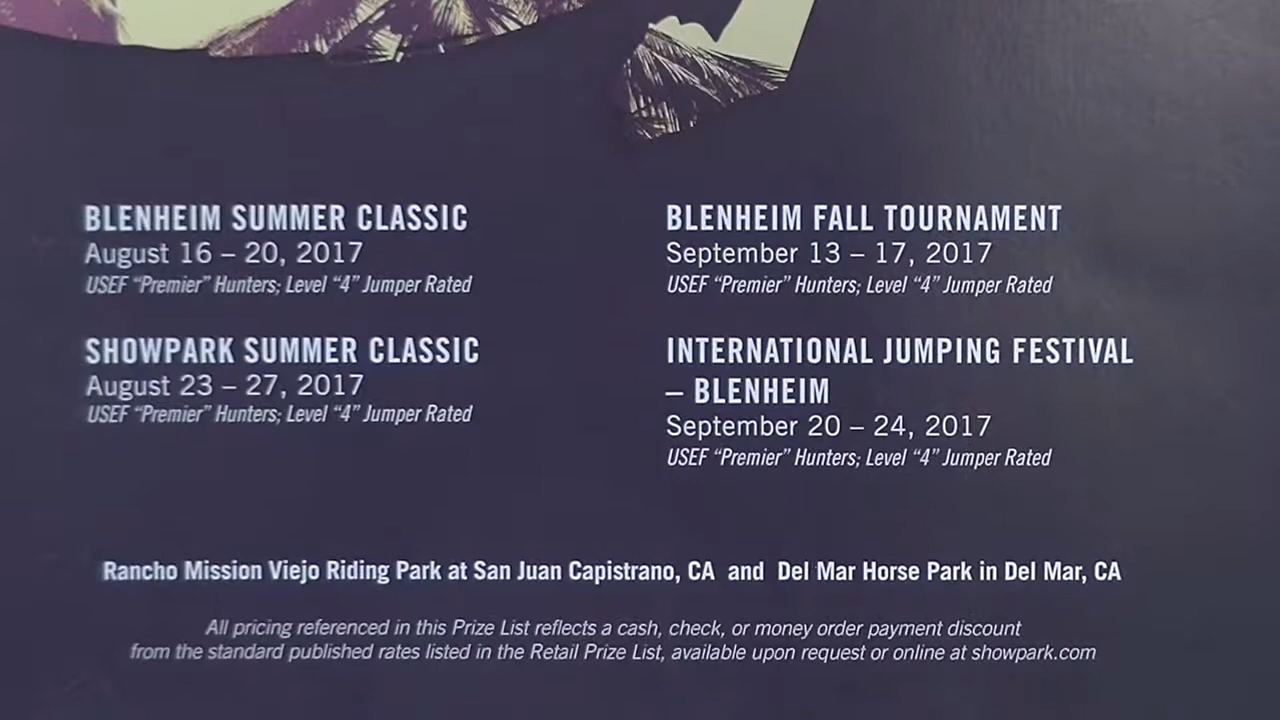 BLENHEIM SUMMER CLASSIC
August 16 – 20, 2017
USEF “Premier” Hunters; Level “4” Jumper Rated
SHOWPARK SUMMER CLASSIC
August 23 – 27, 2017
USEF “Premier” Hunters; Level “4” Jumper Rated
BLENHEIM FALL TOURNAMENT
September 13 – 17, 2017
USEF “Premier” Hunters; Level “4” Jumper Rated
INTERNATIONAL JUMPING FESTIVAL
– BLENHEIM
September 20 – 24, 2017
USEF “Premier” Hunters; Level “4” Jumper Rated
Rancho Mission Viejo Riding Park at San Juan Capistrano, CA and Del Mar Horse Park in Del Mar, CA
All pricing referenced in this Prize List reflects a cash, check, or money order payment discount
from the standard published rates listed in the Retail Prize List, available upon request or online at showpark.com